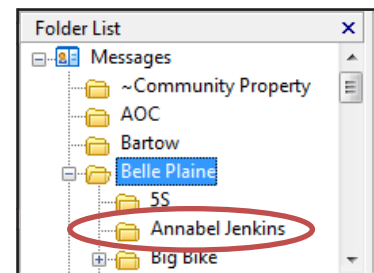 Folder List
Messages
~Community Property
AOC
Bartow
Belle Plaine
5S
Annabel Jenkins
Big Bike